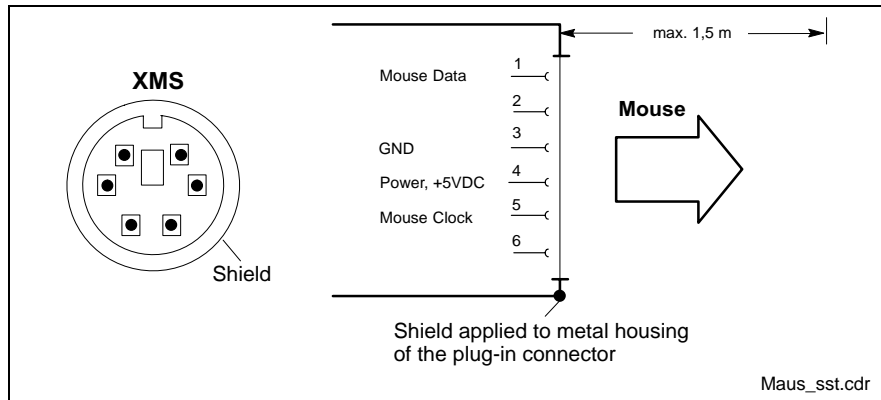 max. 1,5 m
XMS
Mouse Data
1
2
Mouse
3
GND
4
Power, +5VDC
5
Mouse Clock
6
Shield
Shield applied to metal housing
of the plug-in connector
Maus_sst.cdr